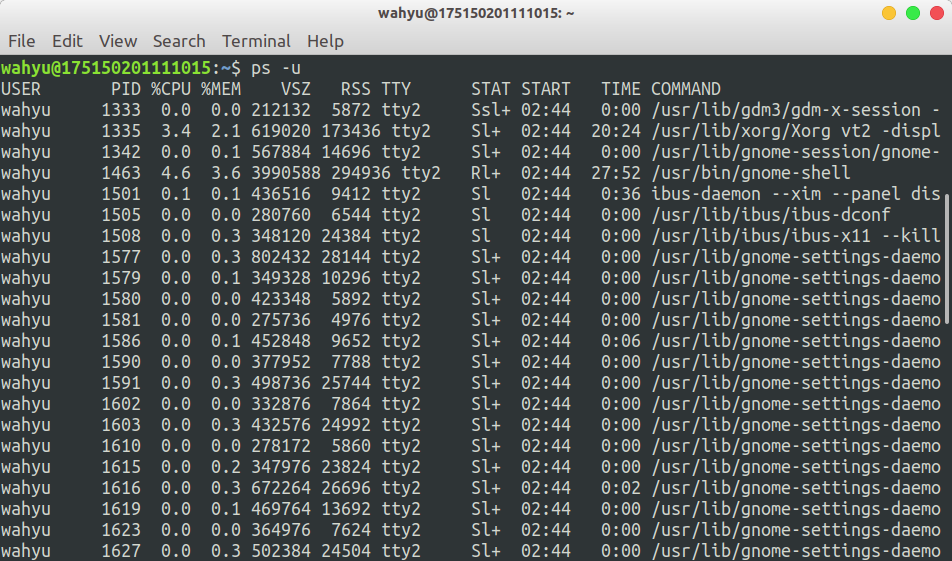 wahyu@175150201111015: ~
File Edit View Search Terminal Help
wahyu@175150201111015:~$ ps -u
USER       PID %CPU %MEM    VSZ   RSS TTY      STAT START   TIME COMMAND
wahyu     1333  0.0  0.0 212132  5872 tty2     Ssl+ 02:44   0:00 /usr/lib/gdm3/gdm-x-session -
wahyu     1335  3.4  2.1 619020 173436 tty2    Sl+  02:44  20:24 /usr/lib/xorg/Xorg vt2 -displ
wahyu     1342  0.0  0.1 567884 14696 tty2     Sl+  02:44   0:00 /usr/lib/gnome-session/gnome-
wahyu     1463  4.6  3.6 3990588 294936 tty2   Rl+  02:44  27:52 /usr/bin/gnome-shell
wahyu     1501  0.1  0.1 436516  9412 tty2     Sl   02:44   0:36 ibus-daemon --xim --panel dis
wahyu     1505  0.0  0.0 280760  6544 tty2     Sl   02:44   0:00 /usr/lib/ibus/ibus-dconf
wahyu     1508  0.0  0.3 348120 24384 tty2     Sl   02:44   0:00 /usr/lib/ibus/ibus-x11 --kill
wahyu     1577  0.0  0.3 802432 28144 tty2     Sl+  02:44   0:00 /usr/lib/gnome-settings-daemo
wahyu     1579  0.0  0.1 349328 10296 tty2     Sl+  02:44   0:00 /usr/lib/gnome-settings-daemo
wahyu     1580  0.0  0.0 423348  5892 tty2     Sl+  02:44   0:00 /usr/lib/gnome-settings-daemo
wahyu     1581  0.0  0.0 275736  4976 tty2     Sl+  02:44   0:00 /usr/lib/gnome-settings-daemo
wahyu     1586  0.0  0.1 452848  9652 tty2     Sl+  02:44   0:06 /usr/lib/gnome-settings-daemo
wahyu     1590  0.0  0.0 377952  7788 tty2     Sl+  02:44   0:00 /usr/lib/gnome-settings-daemo
wahyu     1591  0.0  0.3 498736 25744 tty2     Sl+  02:44   0:00 /usr/lib/gnome-settings-daemo
wahyu     1602  0.0  0.0 332876  7864 tty2     Sl+  02:44   0:00 /usr/lib/gnome-settings-daemo
wahyu     1603  0.0  0.3 432576 24992 tty2     Sl+  02:44   0:00 /usr/lib/gnome-settings-daemo
wahyu     1610  0.0  0.0 278172  5860 tty2     Sl+  02:44   0:00 /usr/lib/gnome-settings-daemo
wahyu     1615  0.0  0.2 347976 23824 tty2     Sl+  02:44   0:00 /usr/lib/gnome-settings-daemo
wahyu     1616  0.0  0.3 672264 26696 tty2     Sl+  02:44   0:02 /usr/lib/gnome-settings-daemo
wahyu     1619  0.0  0.1 469764 13692 tty2     Sl+  02:44   0:00 /usr/lib/gnome-settings-daemo
wahyu     1623  0.0  0.0 364976  7624 tty2     Sl+  02:44   0:00 /usr/lib/gnome-settings-daemo
wahyu     1627  0.0  0.3 502384 24504 tty2     Sl+  02:44   0:00 /usr/lib/gnome-settings-daemo